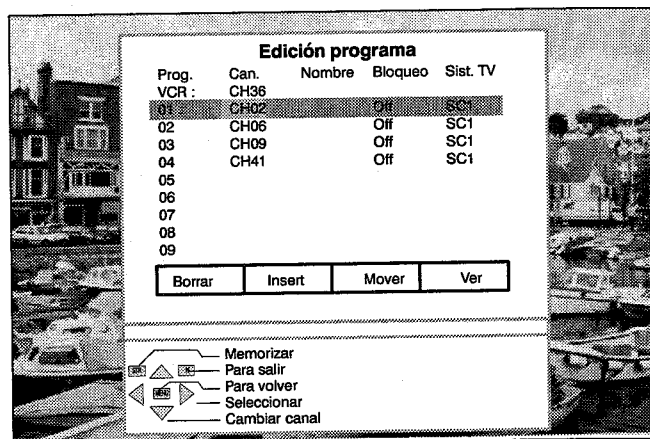 Edición programa
Prog. Can. Nombre Bloqueo Sist. TV
VCR : CH36
01 : CH02 Off SC1
02 CH06 Off SC1
03 CH09 Off SC1
04 CH41 Off SC1
05
06
07
08
09
Borrar Insert Mover Ver
Memorizar
Para salir
Para volver
MENU
Seleccionar
Cambiar canal